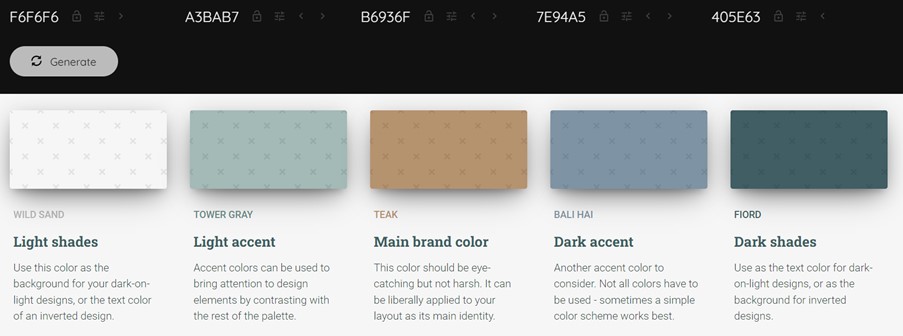 F6F6F6 A3BAB7 B6936F 7E94A5 405E63
Generate
WILD SAND
Light shades
Use this color as the
background for your dark-on-
light designs, or the text color
of an inverted design.
TOWER GRAY
Light accent
Accent colors can be used to
bring attention to design
elements by contrasting with
the rest of the palette.
TEAK
Main brand color
This color should be eye-
catching but not harsh. It can
be liberally applied to your
layout as its main identity.
BALI HAI
Dark accent
Another accent color to
consider. Not all colors have to
be used - sometimes a simple
color scheme works best.
FIORD
Dark shades
Use as the text color for dark-
on-light designs, or as the
background for inverted
designs.